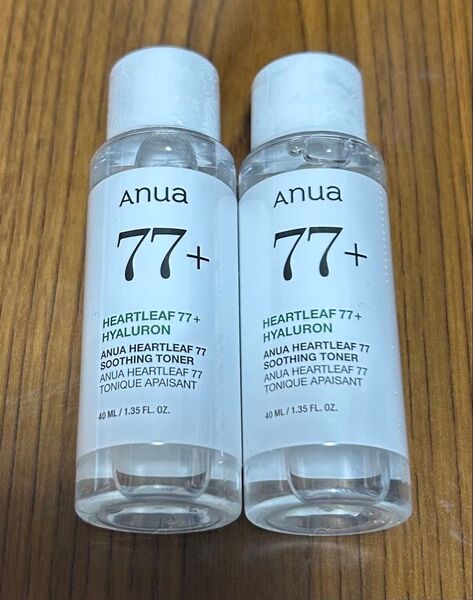 Anua
77+
HEARTLEAF 77+
HYALURON
ANUA HEARTLEAF 77
SOOTHING TONER
ANUA HEARTLEAF 77
TONIQUE APAISANT
40 ML / 1.35 FL. OZ.
Anua
77+
HEARTLEAF 77+
HYALURON
ANUA HEARTLEAF 77
SOOTHING TONER
ANUA HEARTLEAF 77
TONIQUE APAISANT
40 ML / 1.35 FL. OZ.